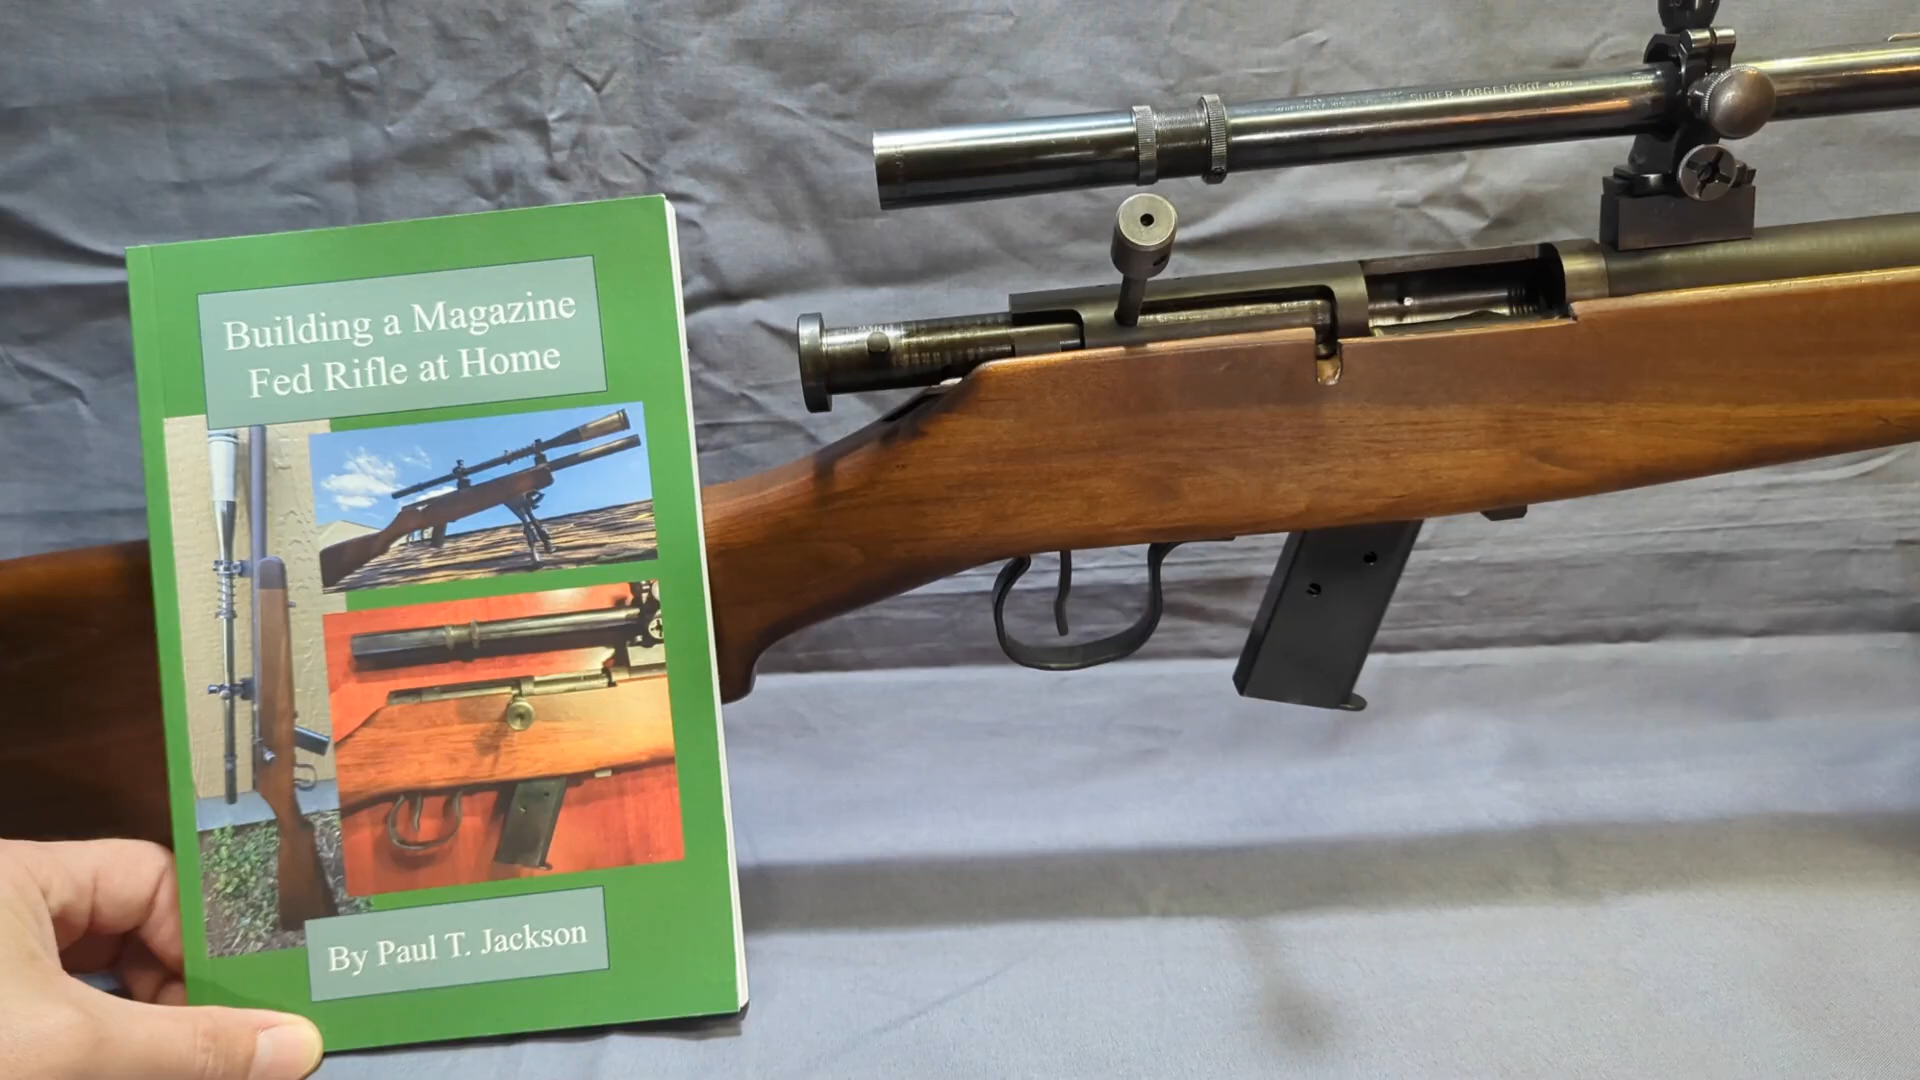 Building a Magazine
Fed Rifle at Home
By Paul T. Jackson
SUPER TARGETSPOT